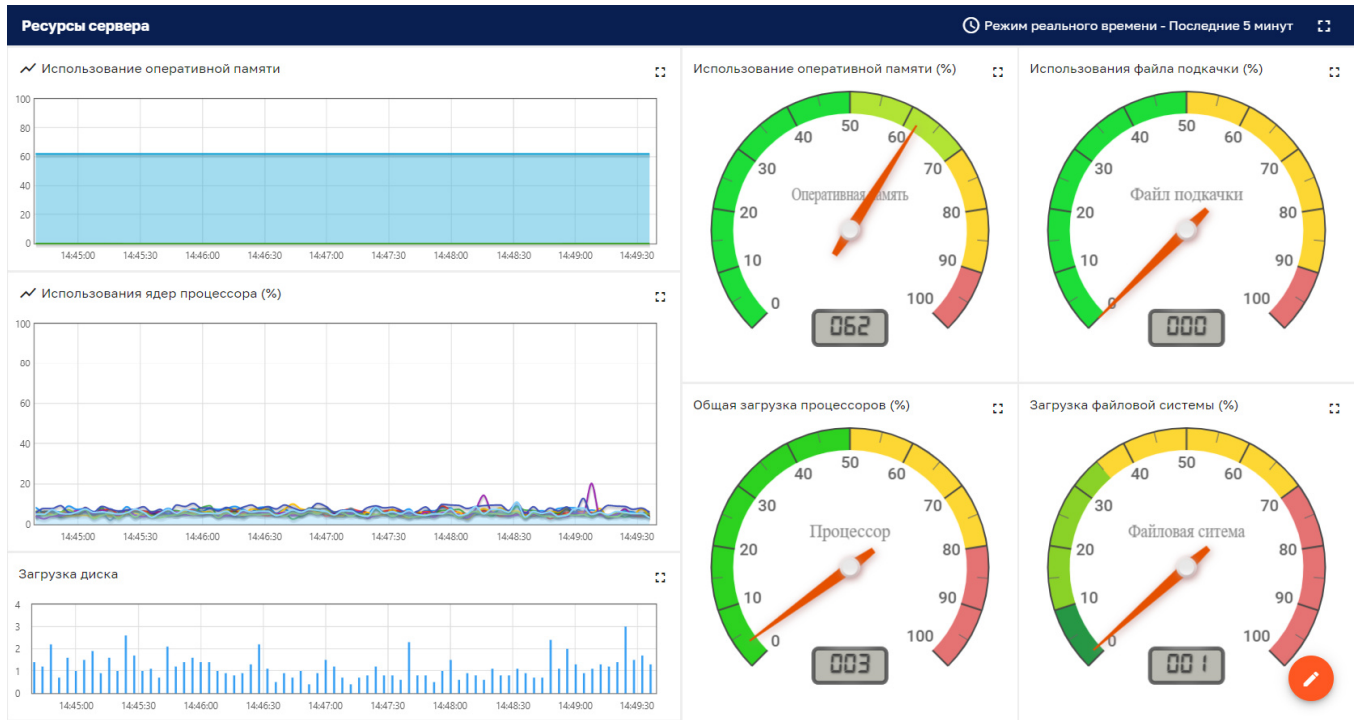 Ресурсы сервера
Режим реального времени - Последние 5 минут
Использование оперативной памяти
100
80
60
40
20
0
14:45:00 14:45:30 14:46:00 14:46:30 14:47:00 14:47:30 14:48:00 14:48:30 14:49:00 14:49:30
Использования ядер процессора (%)
100
80
60
40
20
0
14:45:00 14:45:30 14:46:00 14:46:30 14:47:00 14:47:30 14:48:00 14:48:30 14:49:00 14:49:30
Загрузка диска
4
3
2
1
0
14:45:00 14:45:30 14:46:00 14:46:30 14:47:00 14:47:30 14:48:00 14:48:30 14:49:00 14:49:30
Использование оперативной памяти (%)
0 10 20 30 40 50 60 70 80 90 100
Оперативная память
062
Использования файла подкачки (%)
0 10 20 30 40 50 60 70 80 90 100
Файл подкачки
000
Общая загрузка процессоров (%)
0 10 20 30 40 50 60 70 80 90 100
Процессор
003
Загрузка файловой системы (%)
0 10 20 30 40 50 60 70 80 90 100
Файловая ситема
001